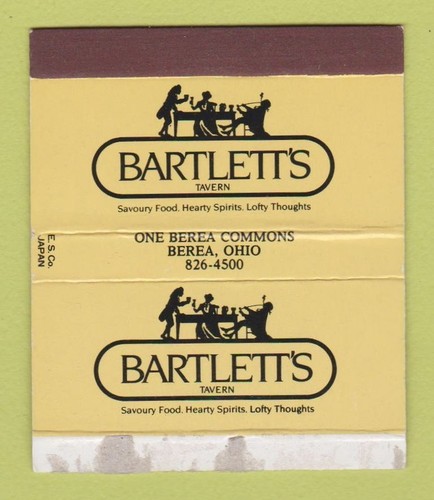 BARTLETT'S
TAVERN
Savoury Food. Hearty Spirits. Lofty Thoughts
ONE BEREA COMMONS
BEREA, OHIO
826-4500
E. S. Co.
JAPAN
BARTLETT'S
TAVERN
Savoury Food. Hearty Spirits. Lofty Thoughts